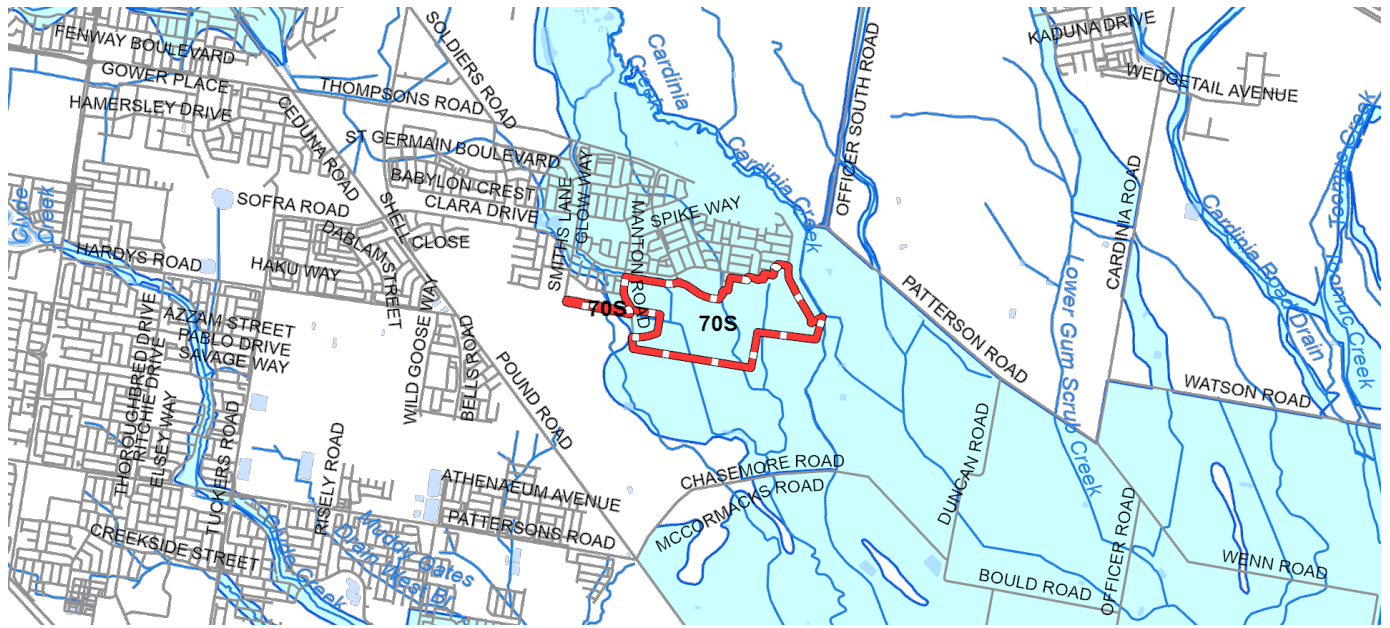 FENWAY BOULEVARD
SOLDIERS ROAD
KADUNA DRIVE
GOWER PLACE
Cardinia
Creek
OFFICER SOUTH ROAD
WEDGETAIL AVENUE
HAMERSLEY DRIVE
THOMPSONS ROAD
CEDUNA ROAD
ST GERMAIN BOULEVARD
BABYLON CREST
CLARA DRIVE
SMITHS LANE
GLOW WAY
MANTON ROAD
SPIKE WAY
Cardinia Creek
CARDINIA ROAD
Toomuc Creek
Toomuc Creek
Clyde
Creek
SOFRA ROAD
SHELL
CLOSE
HARDYS ROAD
HAKU WAY
DABLAM STREET
Cardinia Road Drain
Lower Gum Scrub Creek
PATTERSON ROAD
AZZAM STREET
PABLO DRIVE
SAVAGE WAY
THOROUGHBRED DRIVE
RITCHIE DRIVE
ELSEY WAY
WILD GOOSE WAY
BELLS ROAD
70S
70S
POUND ROAD
WATSON ROAD
TUCKERS ROAD
RISELY ROAD
ATHENAEUM AVENUE
PATTERSONS ROAD
CHASEMORE ROAD
MCCORMACKS ROAD
DUNCAN ROAD
OFFICER ROAD
CREEKSIDE STREET
Clyde Creek
Muddy Gates
Drain West Br
BOULD ROAD
WENN ROAD